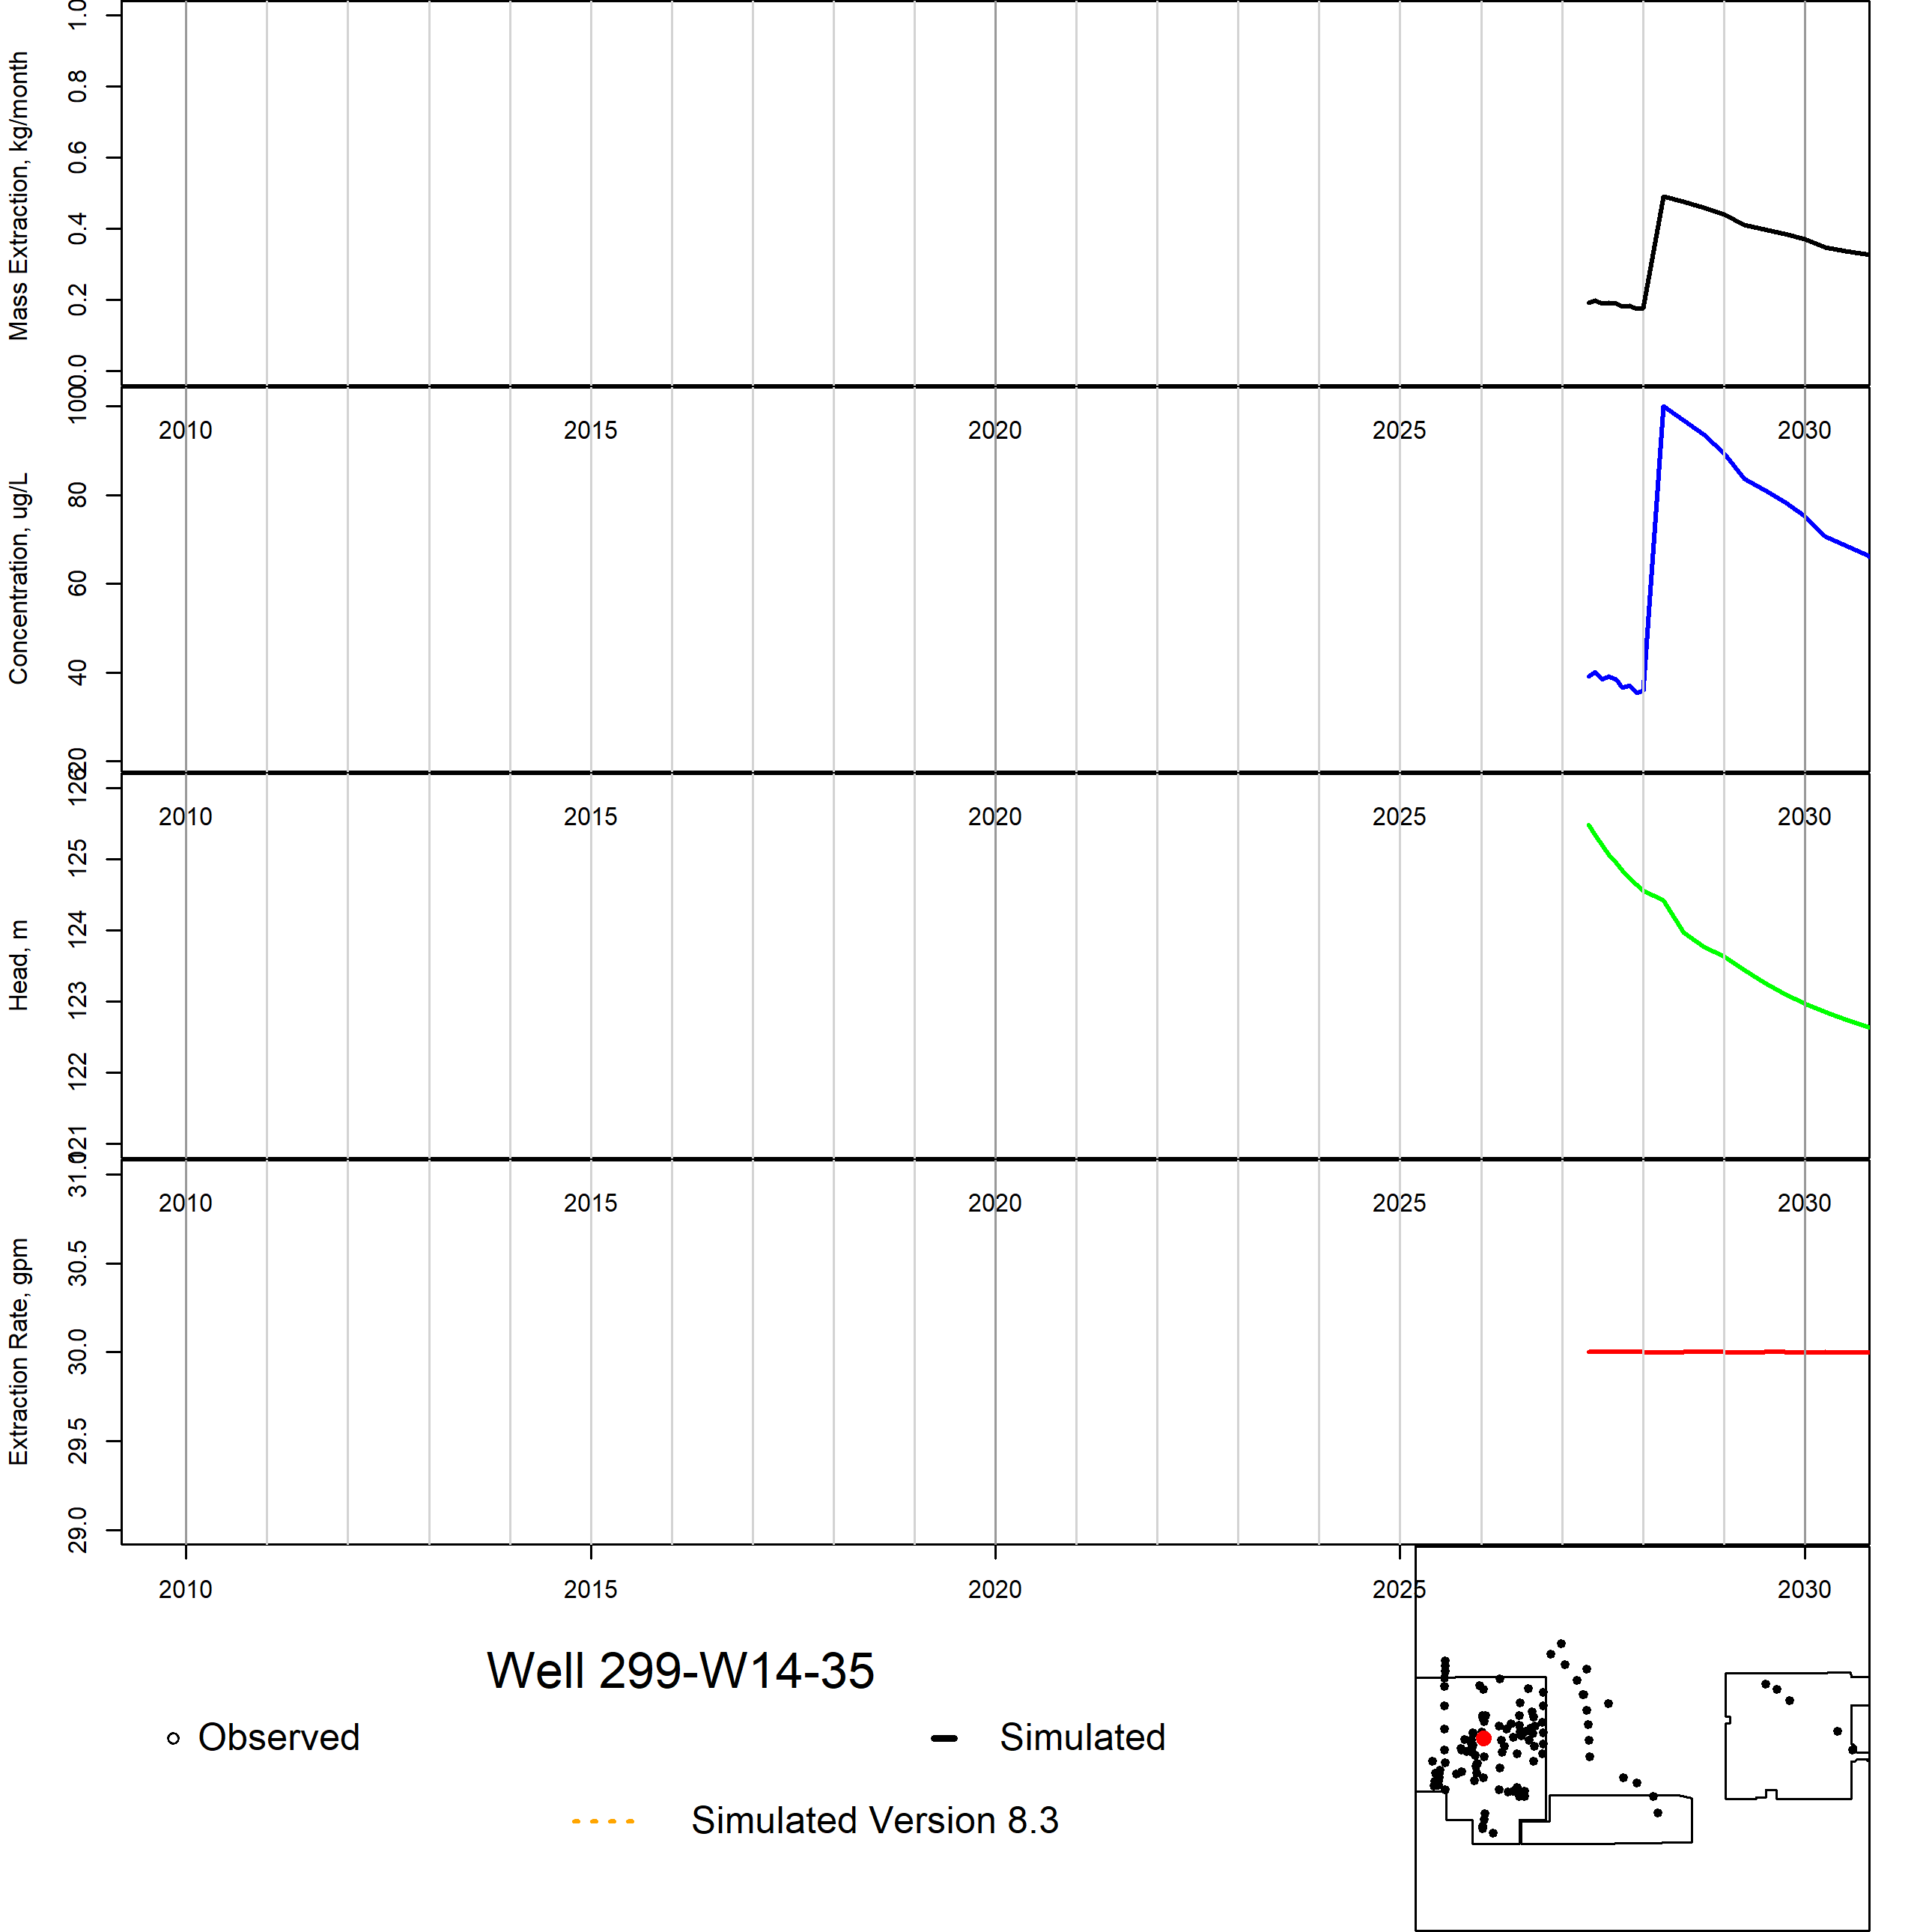 Mass Extraction, kg/month
1.0
0.8
0.6
0.4
0.2
0.0
2010 2015 2020 2025 2030
Concentration, ug/L
100
80
60
40
20
2010 2015 2020 2025 2030
Head, m
126
125
124
123
122
121
2010 2015 2020 2025 2030
Extraction Rate, gpm
31.0
30.5
30.0
29.5
29.0
2010 2015 2020 2025 2030
Well 299-W14-35
Observed
Simulated
Simulated Version 8.3